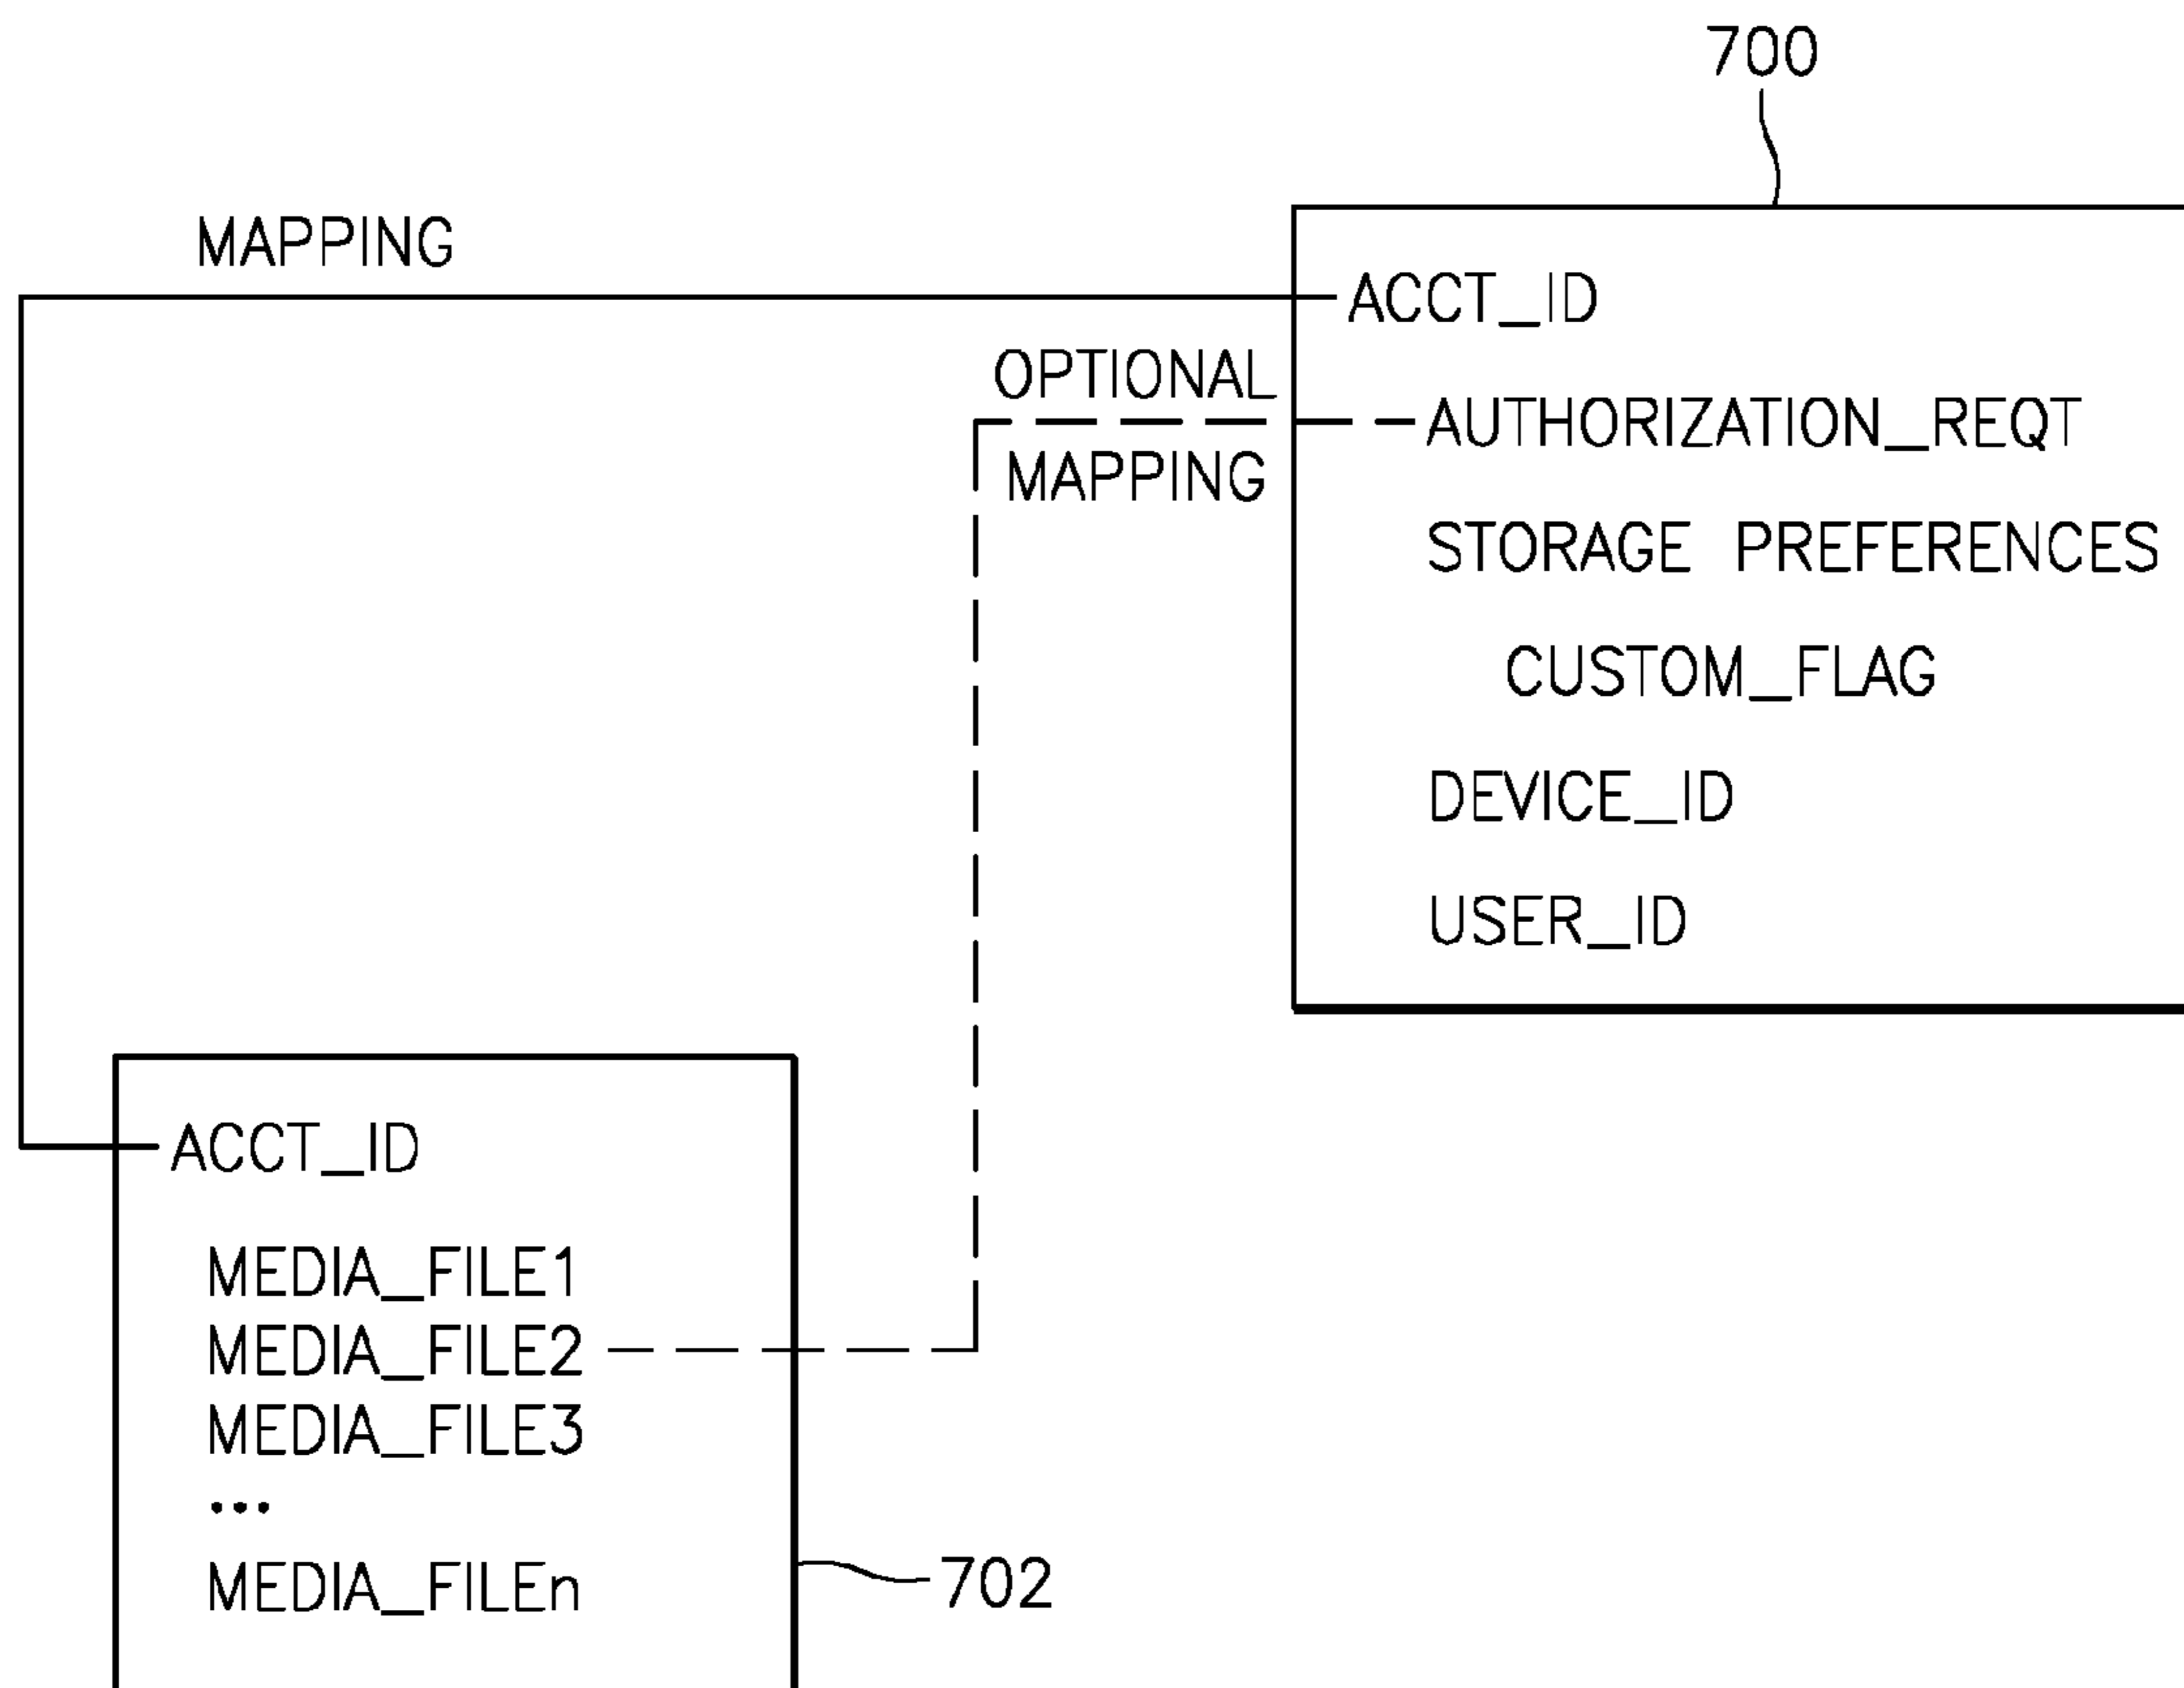 700
MAPPING
ACCT_ID
OPTIONAL
MAPPING
AUTHORIZATION_REQT
STORAGE PREFERENCES
CUSTOM_FLAG
DEVICE_ID
USER_ID
ACCT_ID
MEDIA_FILE1
MEDIA_FILE2
MEDIA_FILE3
...
MEDIA_FILEn
702